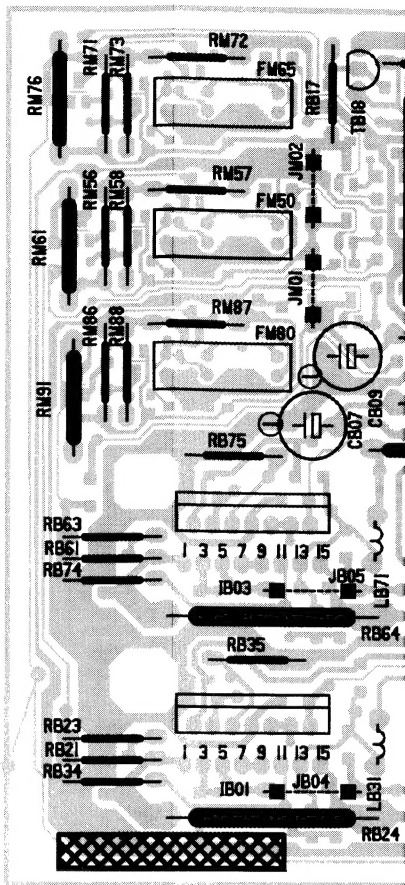 RM72
RM71
RM73
RM76
FM65
RB17
TB18
RM57
RM56
RM58
RM61
FM50
JM02
JM01
RM87
RM86
RM88
RM91
FM80
CB07
CB09
RB75
RB63
RB61
RB74
1 3 5 7 9 11 13 15
IB03
JB05
LB71
RB64
RB35
RB23
RB21
RB34
1 3 5 7 9 11 13 15
IB01
JB04
LB31
RB24